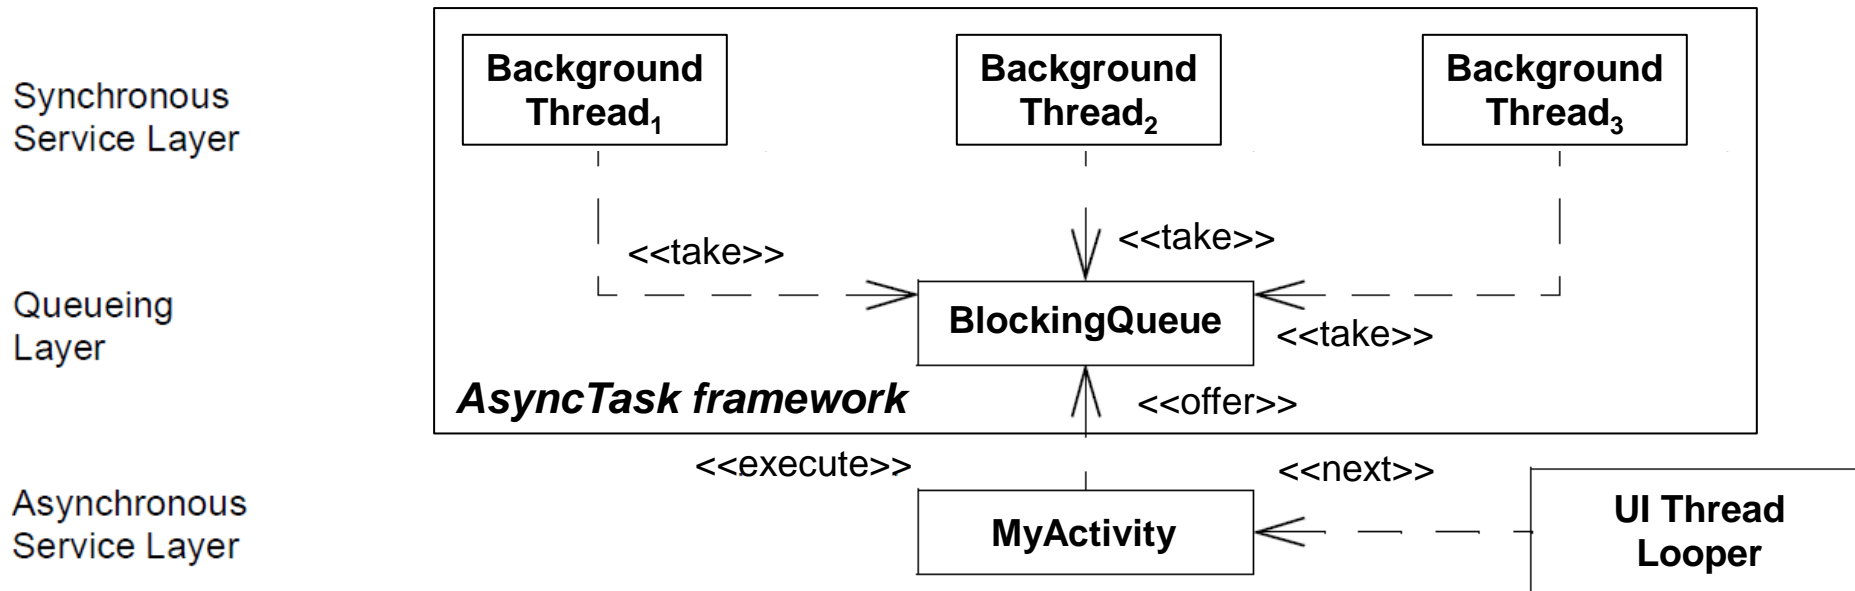 Synchronous
Service Layer
Background
Thread₁
Background
Thread₂
Background
Thread₃
<<take>>
<<take>>
<<take>>
Queueing
Layer
BlockingQueue
AsyncTask framework
<<offer>>
<<execute>>
<<next>>
Asynchronous
Service Layer
MyActivity
UI Thread
Looper